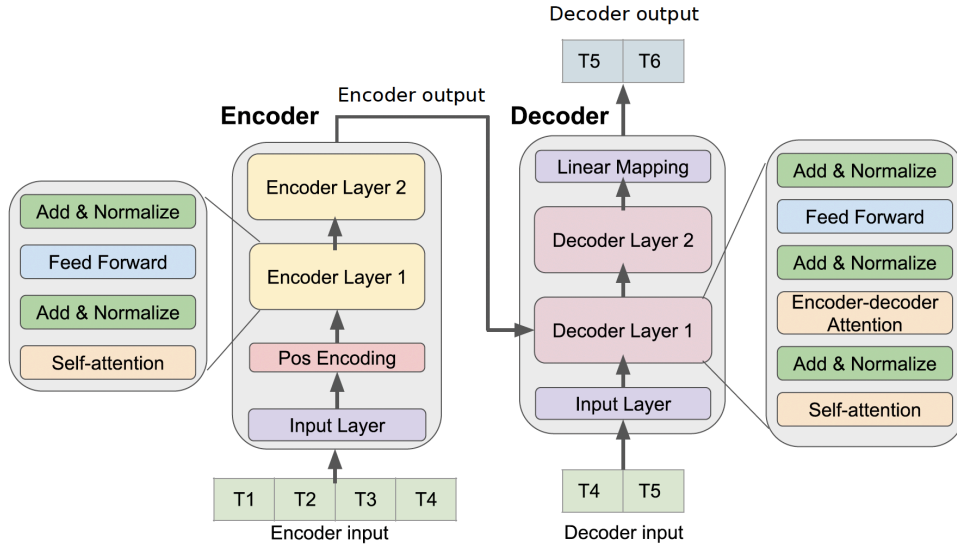 Decoder output
T5 T6
Encoder output
Encoder
Decoder
Add & Normalize
Feed Forward
Add & Normalize
Self-attention
Encoder Layer 2
Encoder Layer 1
Pos Encoding
Input Layer
T1 T2 T3 T4
Encoder input
Linear Mapping
Decoder Layer 2
Decoder Layer 1
Input Layer
T4 T5
Decoder input
Add & Normalize
Feed Forward
Add & Normalize
Encoder-decoder
Attention
Add & Normalize
Self-attention